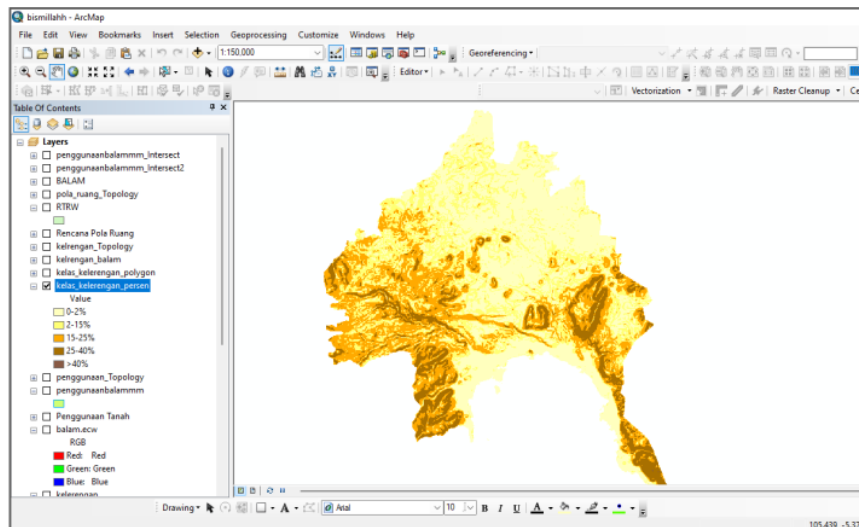 bismillahh - ArcMap
File Edit View Bookmarks Insert Selection Geoprocessing Customize Windows Help
1:150,000 Georeferencing
Editor
Vectorization Raster Cleanup
Table Of Contents
Layers
penggunaanbalammm_Intersect
penggunaanbalammm_Intersect2
BALAM
pola_ruang_Topology
RTRW
Rencana Pola Ruang
kelrengan_Topology
kelrengan_balam
kelas_kelerengan_polygon
kelas_kelerengan_persen
Value
0-2%
2-15%
15-25%
25-40%
>40%
penggunaan_Topology
penggunaanbalammm
Penggunaan Tanah
balam.ecw
RGB
Red: Red
Green: Green
Blue: Blue
kelerengan
Drawing A Arial 10 B I U A